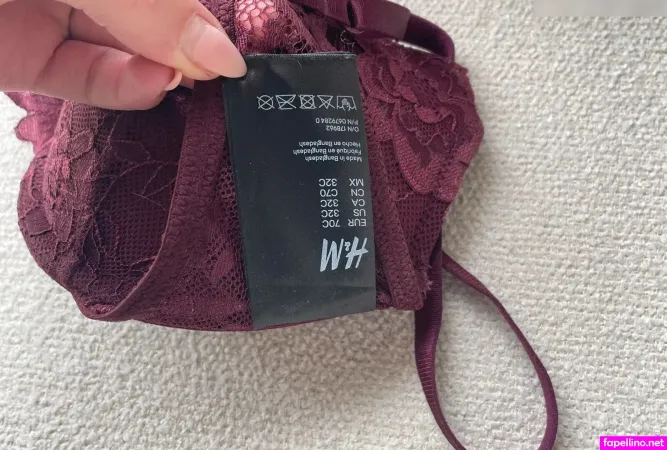 H&M
EUR 70C
US 32C
CA 32C
CN C70
MX 32C
Made in Bangladesh
Fabriqué en Bangladesh
Hecho en Bangladesh
O/N 178962
P/N 0679284 0
fapellino.net